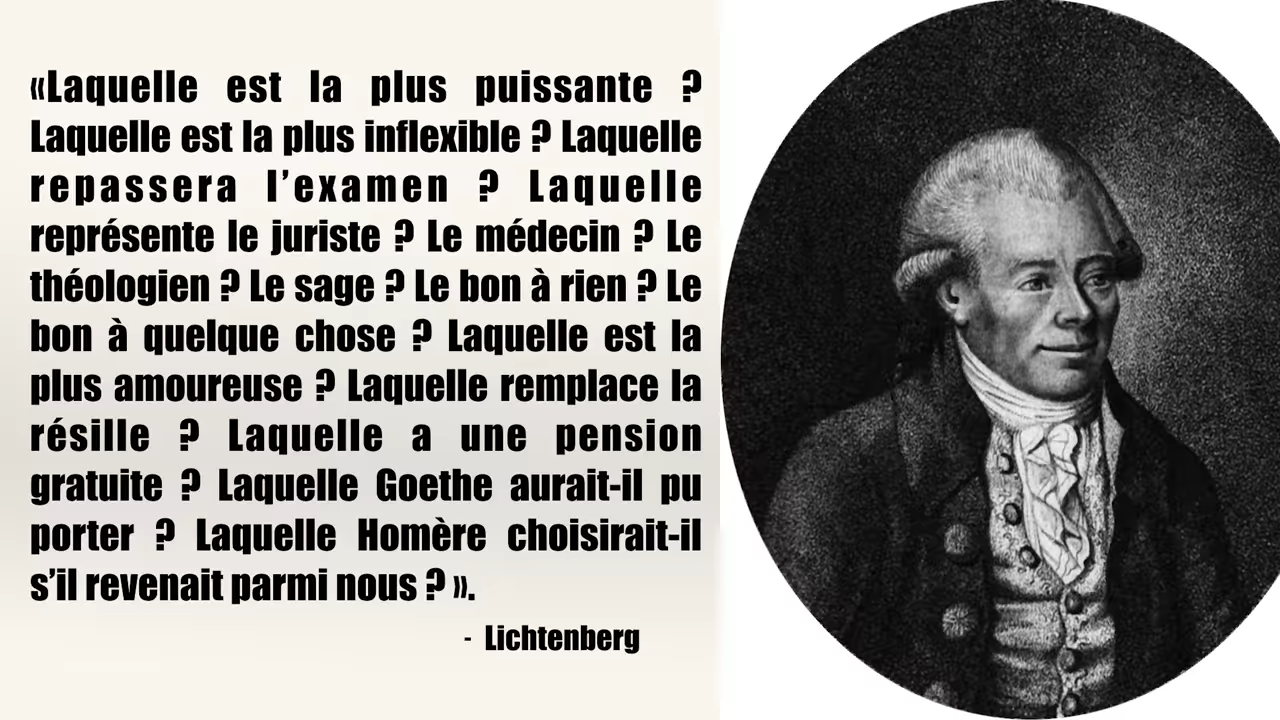 «Laquelle est la plus puissante ?
Laquelle est la plus inflexible ? Laquelle
repassera l’examen ? Laquelle
représente le juriste ? Le médecin ? Le
théologien ? Le sage ? Le bon à rien ? Le
bon à quelque chose ? Laquelle est la
plus amoureuse ? Laquelle remplace la
résille ? Laquelle a une pension
gratuite ? Laquelle Goethe aurait-il pu
porter ? Laquelle Homère choisirait-il
s’il revenait parmi nous ? ».
- Lichtenberg